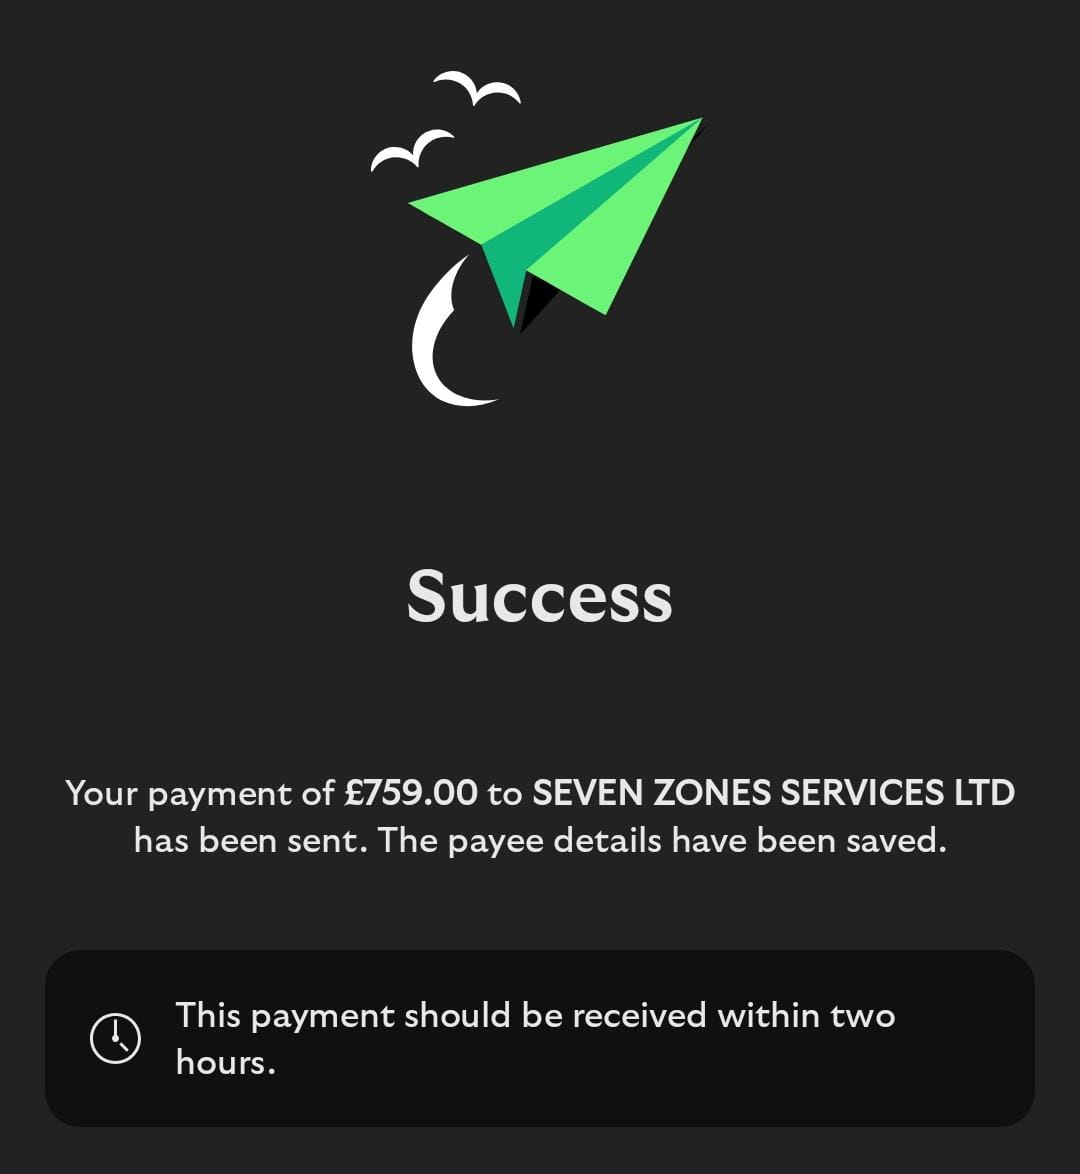 Success
Your payment of £759.00 to SEVEN ZONES SERVICES LTD
has been sent. The payee details have been saved.
This payment should be received within two
hours.